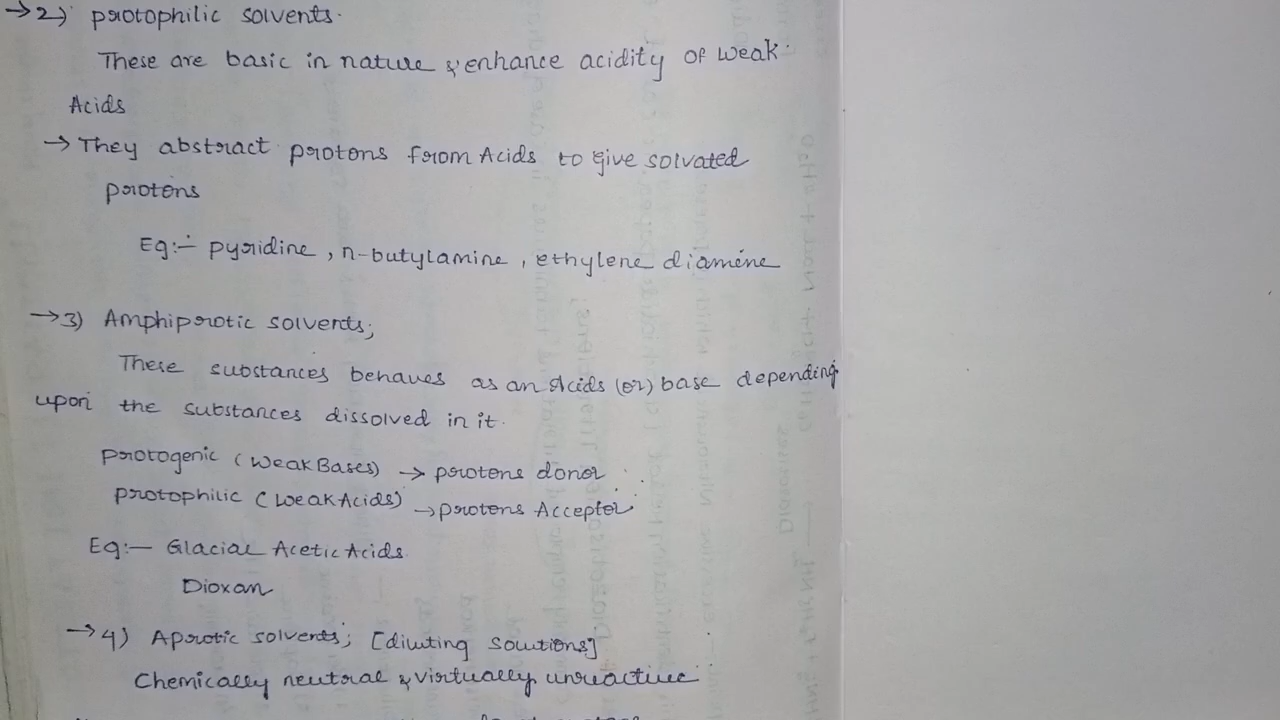 →2) protophilic solvents.
These are basic in nature & enhance acidity of weak.
Acids
→ They abstract protons from Acids to give solvated
protons
Eg:- pyridine, n-butylamine, ethylene diamine
→3) Amphiprotic solvents;
These substances behaves as an Acids (or) base depending
upon the substances dissolved in it.
protogenic (Weak Bases) → protons donor
protophilic (Weak Acids) → protons Acceptor
Eg:- Glacial Acetic Acids
Dioxan
→4) Aprotic solvents; [diluting solutions]
Chemically neutral & virtually unreactive